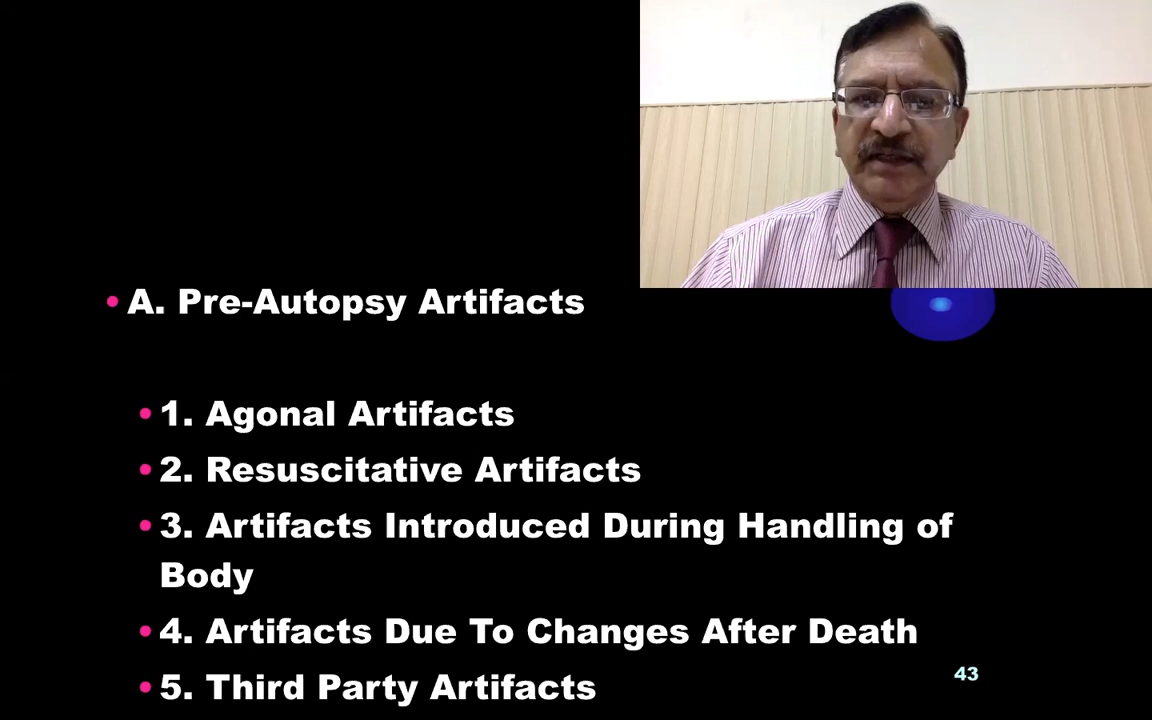 • A. Pre-Autopsy Artifacts
• 1. Agonal Artifacts
• 2. Resuscitative Artifacts
• 3. Artifacts Introduced During Handling of
Body
• 4. Artifacts Due To Changes After Death
• 5. Third Party Artifacts
43